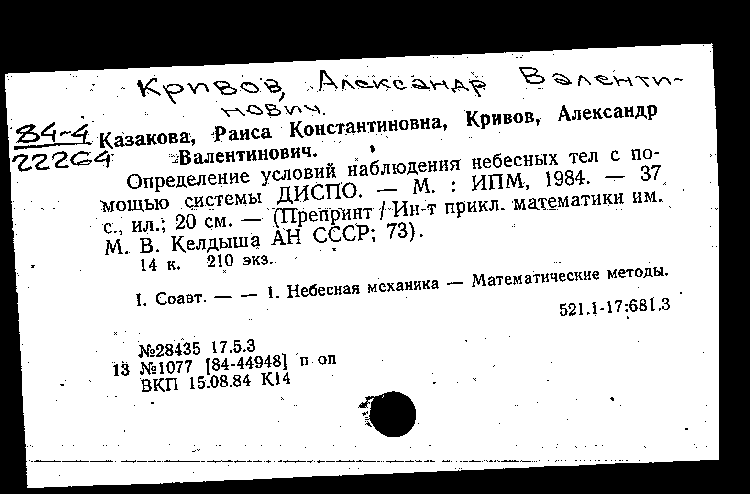 Кривов, Александр Валенти-
нович.
84-4 Казакова, Раиса Константиновна, Кривов, Александр
22264 Валентинович.
Определение условий наблюдения небесных тел с по-
мощью системы ДИСПО. — М. : ИПМ, 1984. — 37
с., ил.; 20 см. — (Препринт / Ин-т прикл. математики им.
М. В. Келдыша АН СССР; 73).
14 к. 210 экз.
I. Соавт. — — 1. Небесная механика — Математические методы.
521.1-17:681.3
№28435 17.5.3
13 №1077 [84-44948] п оп
ВКП 15.08.84 К14